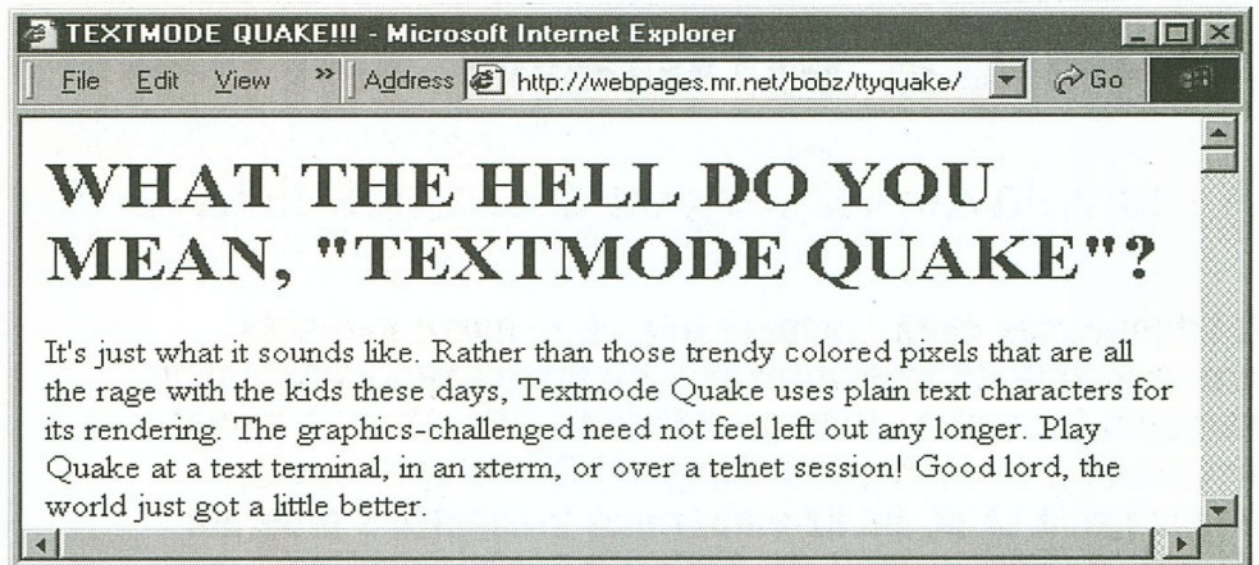 TEXTMODE QUAKE!!! - Microsoft Internet Explorer
File Edit View » Address http://webpages.mr.net/bobz/ttyquake/ Go
WHAT THE HELL DO YOU
MEAN, "TEXTMODE QUAKE"?
It's just what it sounds like. Rather than those trendy colored pixels that are all
the rage with the kids these days, Textmode Quake uses plain text characters for
its rendering. The graphics-challenged need not feel left out any longer. Play
Quake at a text terminal, in an xterm, or over a telnet session! Good lord, the
world just got a little better.